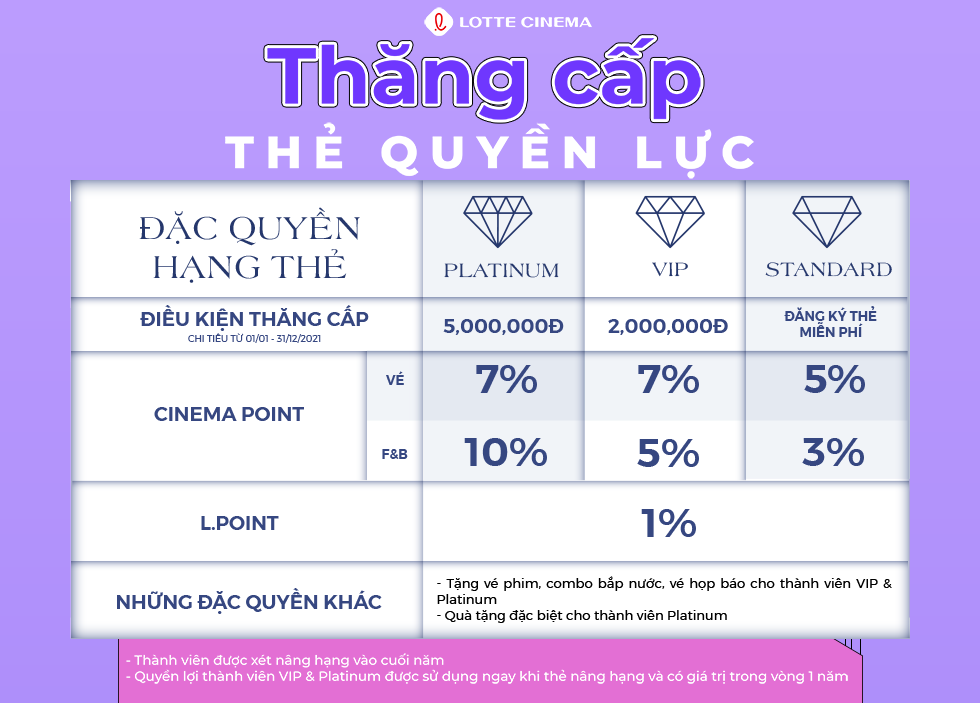 LOTTE CINEMA
Thăng cấp
THẺ QUYỀN LỰC
ĐẶC QUYỀN
HẠNG THẺ
PLATINUM
VIP
STANDARD
ĐIỀU KIỆN THĂNG CẤP
CHI TIÊU TỪ 01/01 - 31/12/2021
5,000,000Đ
2,000,000Đ
ĐĂNG KÝ THẺ
MIỄN PHÍ
CINEMA POINT
VÉ
7%
7%
5%
F&B
10%
5%
3%
L.POINT
1%
NHỮNG ĐẶC QUYỀN KHÁC
- Tặng vé phim, combo bắp nước, vé họp báo cho thành viên VIP &
Platinum
- Quà tặng đặc biệt cho thành viên Platinum
- Thành viên được xét nâng hạng vào cuối năm
- Quyền lợi thành viên VIP & Platinum được sử dụng ngay khi thẻ nâng hạng và có giá trị trong vòng 1 năm